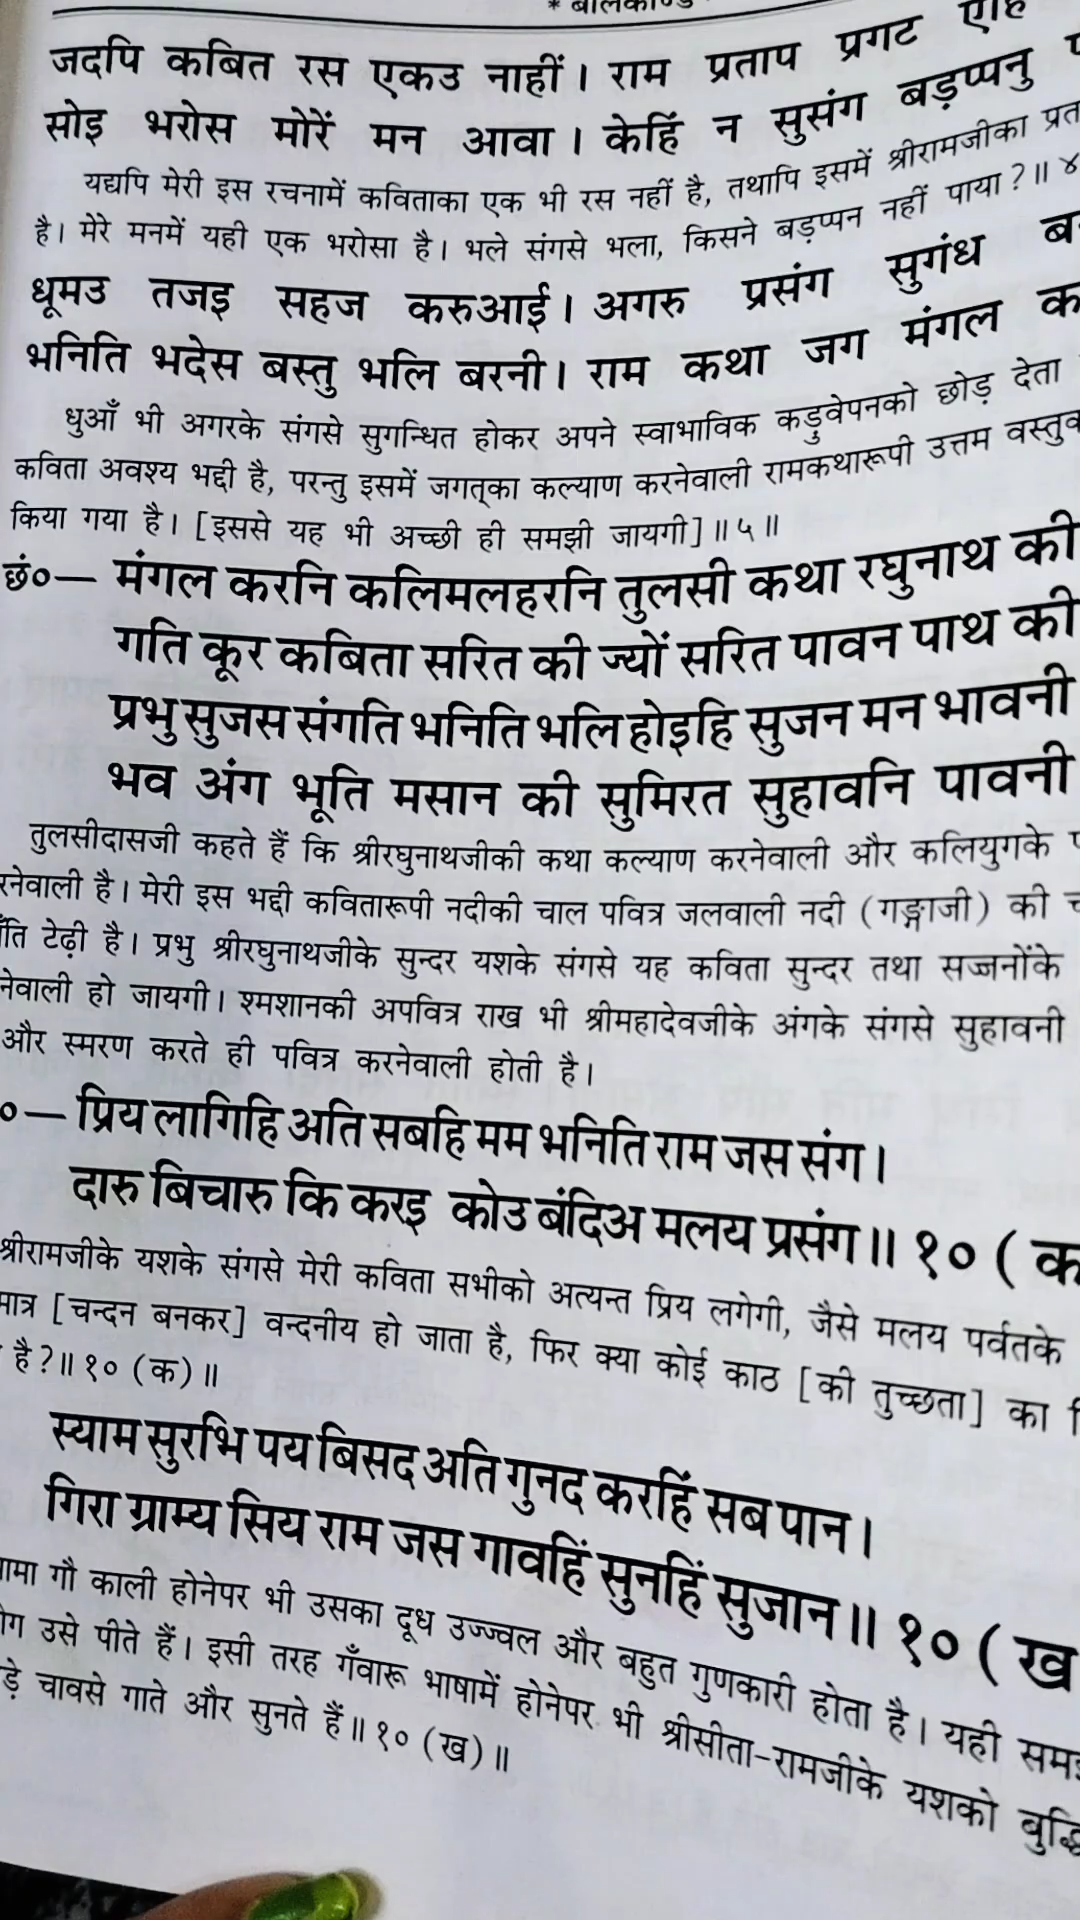 * बालकाण्ड
जदपि कबित रस एकउ नाहीं। राम प्रताप प्रगट एहि
सोइ भरोस मोरें मन आवा। केहिं न सुसंग बड़प्पनु
यद्यपि मेरी इस रचनामें कविताका एक भी रस नहीं है, तथापि इसमें श्रीरामजीका प्रत
है। मेरे मनमें यही एक भरोसा है। भले संगसे भला, किसने बड़प्पन नहीं पाया?॥ ४
धूमउ तजइ सहज करुआई। अगरु प्रसंग सुगंध
भनिति भदेस बस्तु भलि बरनी। राम कथा जग मंगल
धुआँ भी अगरके संगसे सुगन्धित होकर अपने स्वाभाविक कड़ुवेपनको छोड़ देता
कविता अवश्य भद्दी है, परन्तु इसमें जगत्‌का कल्याण करनेवाली रामकथारूपी उत्तम वस्तुक
किया गया है। [इससे यह भी अच्छी ही समझी जायगी]॥५॥
छं०— मंगल करनि कलिमलहरनि तुलसी कथा रघुनाथ की
गति कूर कबिता सरित की ज्यों सरित पावन पाथ की
प्रभु सुजस संगति भनिति भलि होइहि सुजन मन भावनी
भव अंग भूति मसान की सुमिरत सुहावनि पावनी
तुलसीदासजी कहते हैं कि श्रीरघुनाथजीकी कथा कल्याण करनेवाली और कलियुगके
रनेवाली है। मेरी इस भद्दी कवितारूपी नदीकी चाल पवित्र जलवाली नदी (गङ्गाजी) की
ति टेढ़ी है। प्रभु श्रीरघुनाथजीके सुन्दर यशके संगसे यह कविता सुन्दर तथा सज्जनोंके
नेवाली हो जायगी। श्मशानकी अपवित्र राख भी श्रीमहादेवजीके अंगके संगसे सुहावनी
और स्मरण करते ही पवित्र करनेवाली होती है।
०— प्रिय लागिहि अति सबहि मम भनिति राम जस संग।
दारु बिचारु कि करइ कोउ बंदिअ मलय प्रसंग॥ १० (क
श्रीरामजीके यशके संगसे मेरी कविता सभीको अत्यन्त प्रिय लगेगी, जैसे मलय पर्वतके
मात्र [चन्दन बनकर] वन्दनीय हो जाता है, फिर क्या कोई काठ [की तुच्छता] का
है?॥ १० (क)॥
स्याम सुरभि पय बिसद अति गुनद करहिं सब पान।
गिरा ग्राम्य सिय राम जस गावहिं सुनहिं सुजान॥ १० (ख
ामा गौ काली होनेपर भी उसका दूध उज्ज्वल और बहुत गुणकारी होता है। यही समझ
ोग उसे पीते हैं। इसी तरह गँवारू भाषामें होनेपर भी श्रीसीता-रामजीके यशको बुद्धि
ड़े चावसे गाते और सुनते हैं॥ १० (ख)॥